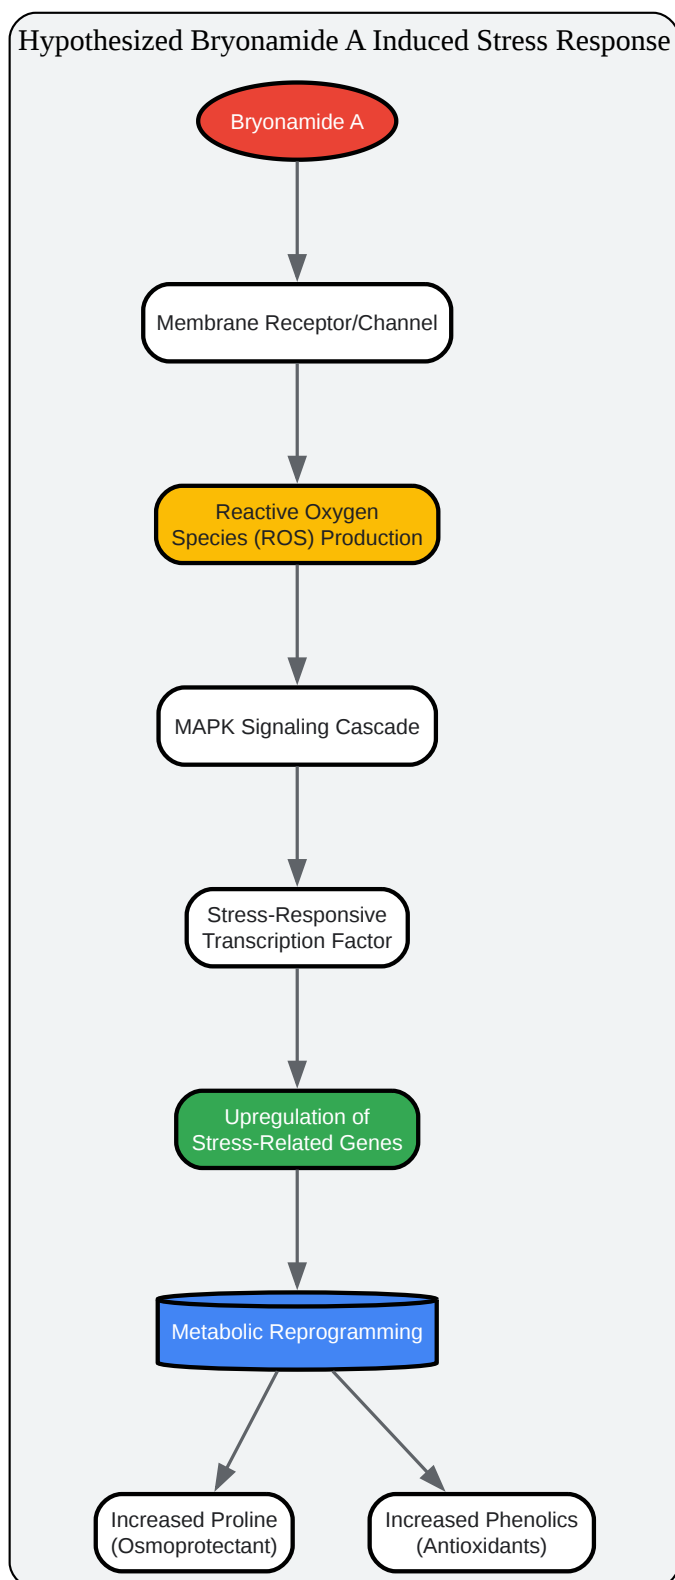 Hypothesized Bryonamide A Induced Stress Response
Bryonamide A
Membrane Receptor/Channel
Reactive Oxygen
Species (ROS) Production
MAPK Signaling Cascade
Stress-Responsive
Transcription Factor
Upregulation of
Stress-Related Genes
Metabolic Reprogramming
Increased Proline
(Osmoprotectant)
Increased Phenolics
(Antioxidants)